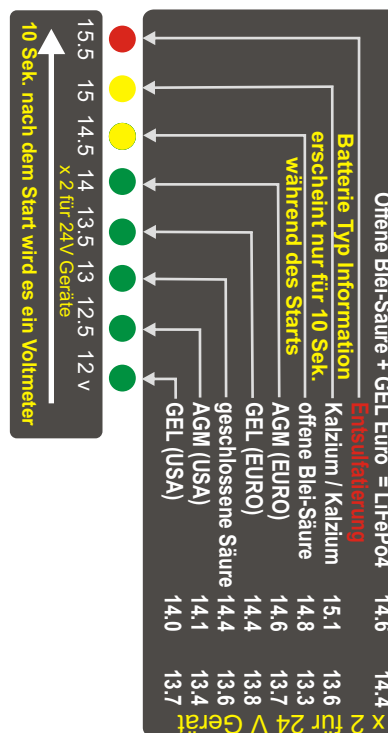 Offene Blei-Säure + GEL Euro = LiFePo4 14.6 14.4
Entsulfatierung
Kalzium / Kalzium 15.1 13.6
offene Blei-Säure 14.8 13.3
AGM (EURO) 14.6 13.7
GEL (EURO) 14.4 13.8
geschlossene Säure 14.4 13.6
AGM (USA) 14.1 13.4
GEL (USA) 14.0 13.7
x 2 für 24 V Gerät
Batterie Typ Information
erscheint nur für 10 Sek.
während des Starts
15.5 15 14.5 14 13.5 13 12.5 12 v
x 2 für 24V Geräte
10 Sek. nach dem Start wird es ein Voltmeter